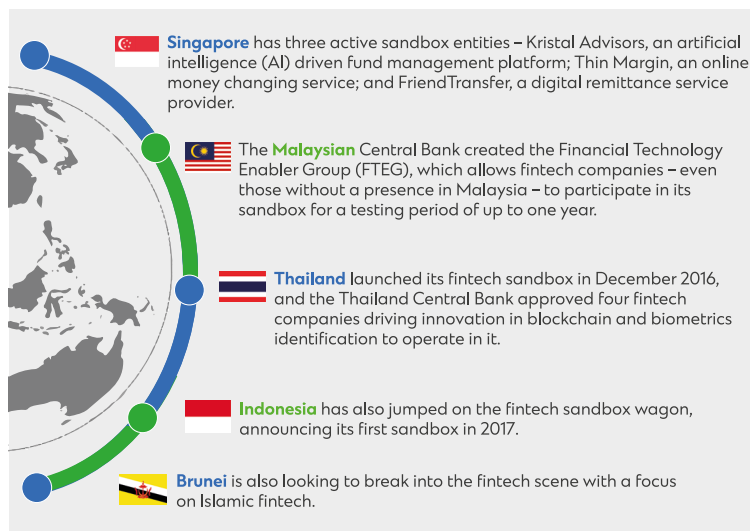 Singapore has three active sandbox entities – Kristal Advisors, an artificial
intelligence (AI) driven fund management platform; Thin Margin, an online
money changing service; and FriendTransfer, a digital remittance service
provider.
The Malaysian Central Bank created the Financial Technology
Enabler Group (FTEG), which allows fintech companies – even
those without a presence in Malaysia – to participate in its
sandbox for a testing period of up to one year.
Thailand launched its fintech sandbox in December 2016,
and the Thailand Central Bank approved four fintech
companies driving innovation in blockchain and biometrics
identification to operate in it.
Indonesia has also jumped on the fintech sandbox wagon,
announcing its first sandbox in 2017.
Brunei is also looking to break into the fintech scene with a focus
on Islamic fintech.